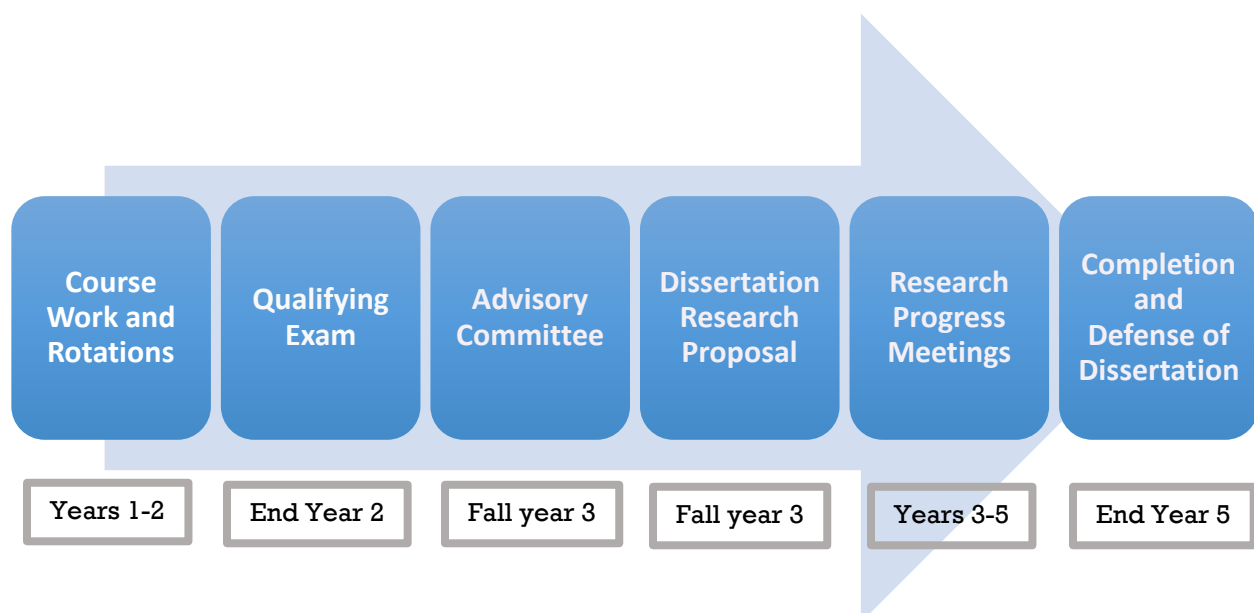 Course
Work and
Rotations
Qualifying
Exam
Advisory
Committee
Dissertation
Research
Proposal
Research
Progress
Meetings
Completion
and
Defense of
Dissertation
Years 1-2
End Year 2
Fall year 3
Fall year 3
Years 3-5
End Year 5